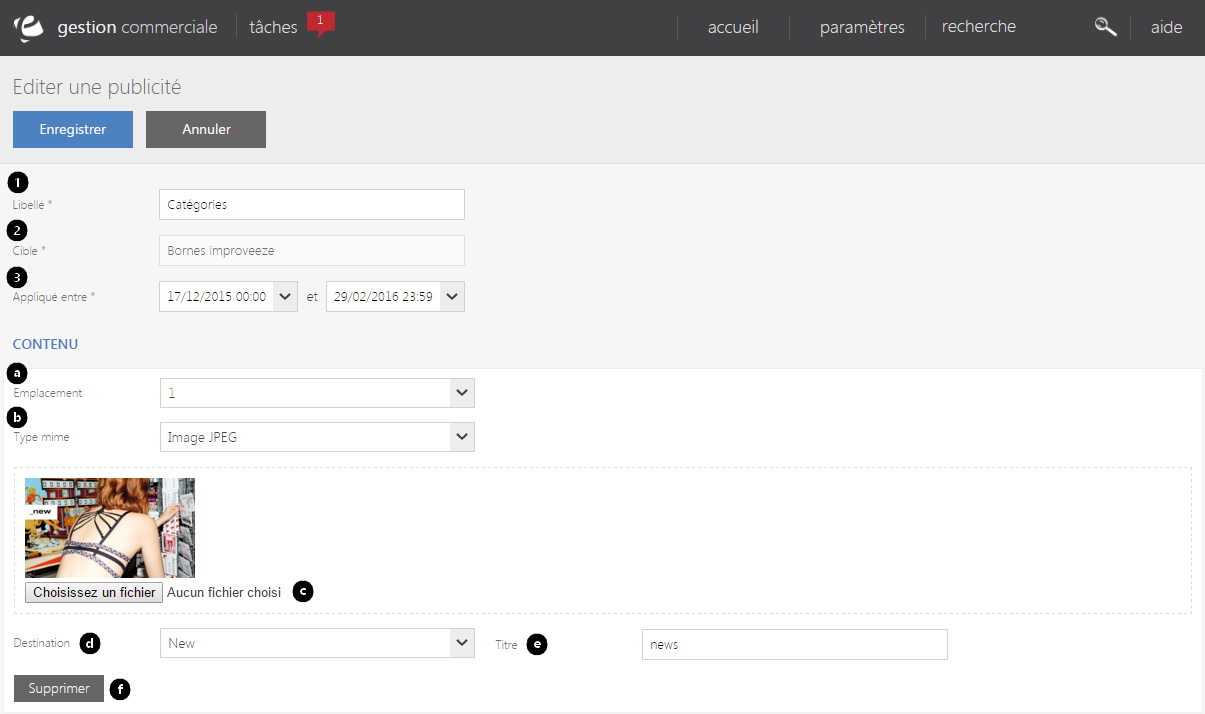 gestion commerciale tâches 1 accueil paramètres recherche aide
Editer une publicité
Enregistrer Annuler
1
Libelle * Catégories
2
Cible * Bornes improveeze
3
Appliqué entre * 17/12/2015 00:00 et 29/02/2016 23:59
CONTENU
a
Emplacement 1
b
Type mime Image JPEG
_new
Choisissez un fichier Aucun fichier choisi c
Destination d New Titre e news
Supprimer f